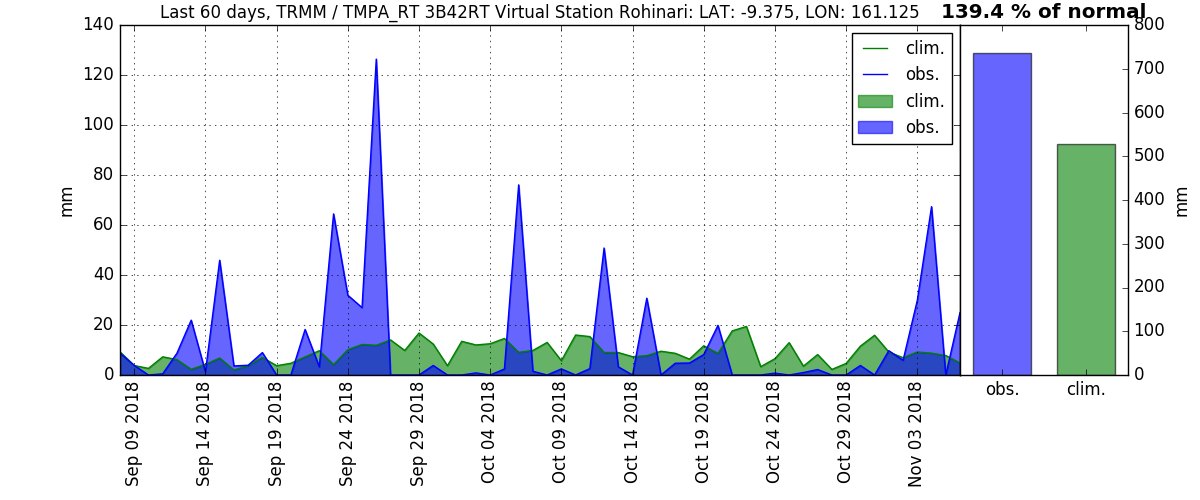 Last 60 days, TRMM / TMPA_RT 3B42RT Virtual Station Rohinari: LAT: -9.375, LON: 161.125
139.4 % of normal
140
120
100
80
60
40
20
0
mm
clim.
obs.
clim.
obs.
Sep 09 2018
Sep 14 2018
Sep 19 2018
Sep 24 2018
Sep 29 2018
Oct 04 2018
Oct 09 2018
Oct 14 2018
Oct 19 2018
Oct 24 2018
Oct 29 2018
Nov 03 2018
800
700
600
500
400
300
200
100
0
mm
obs.
clim.